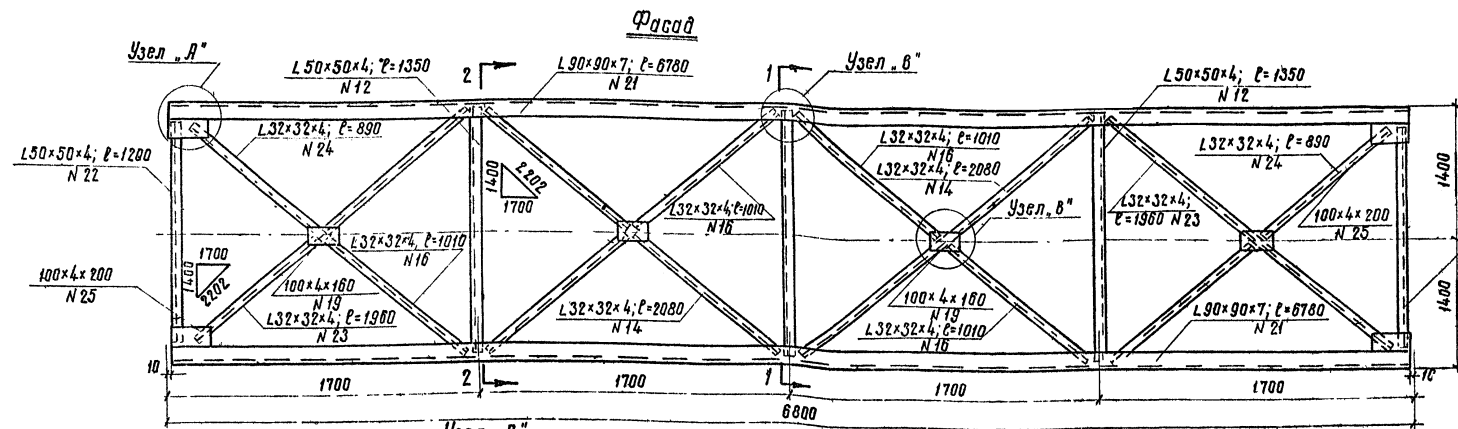 Фасад
Узел „А"
L 50×50×4; ℓ=1350
N 12
2
L 90×90×7; ℓ=6780
N 21
1
Узел „в"
L 50×50×4; ℓ=1350
N 12
L32×32×4; ℓ=890
N 24
L50×50×4; ℓ=1200
N 22
1400
2202
1700
L32×32×4; ℓ=1010
N 16
L32×32×4; ℓ=2080
N 14
L32×32×4; ℓ=890
N 24
1400
L32×32×4; ℓ=1010
N 16
Узел „в"
L32×32×4;
ℓ=1960 N 23
100×4×200
N 25
L32×32×4; ℓ=1010
N 16
1700
1400
2202
100×4×200
N 25
100×4×160
N 19
L32×32×4; ℓ=1960
N 23
L32×32×4; ℓ=2080
N 14
100×4×160
N 19
L32×32×4; ℓ=1010
N 16
L90×90×7; ℓ=6780
N 21
1400
10
1700
2
1700
1
1700
1700
10
6800